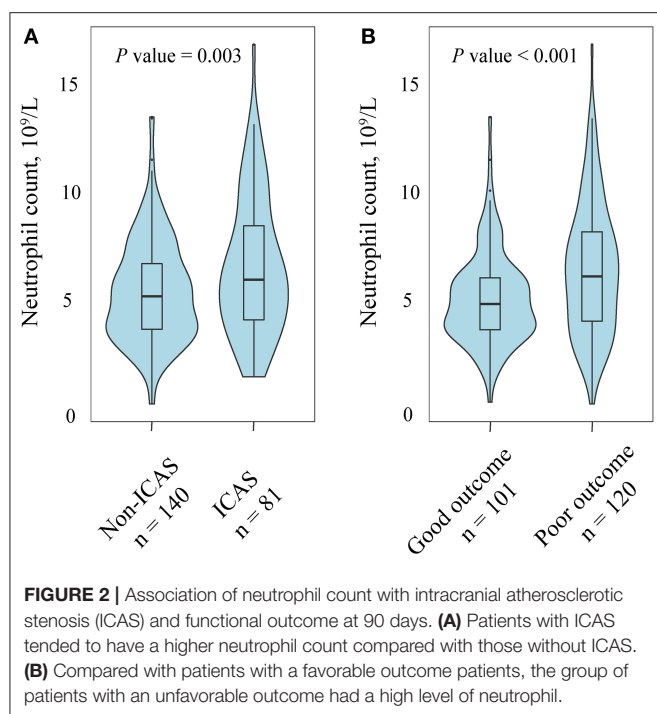 A
B
P value = 0.003
P value < 0.001
Neutrophil count, 10⁹/L
15
10
5
0
Neutrophil count, 10⁹/L
15
10
5
0
Non-ICAS
n = 140
ICAS
n = 81
Good outcome
n = 101
Poor outcome
n = 120
FIGURE 2 | Association of neutrophil count with intracranial atherosclerotic
stenosis (ICAS) and functional outcome at 90 days. (A) Patients with ICAS
tended to have a higher neutrophil count compared with those without ICAS.
(B) Compared with patients with a favorable outcome patients, the group of
patients with an unfavorable outcome had a high level of neutrophil.